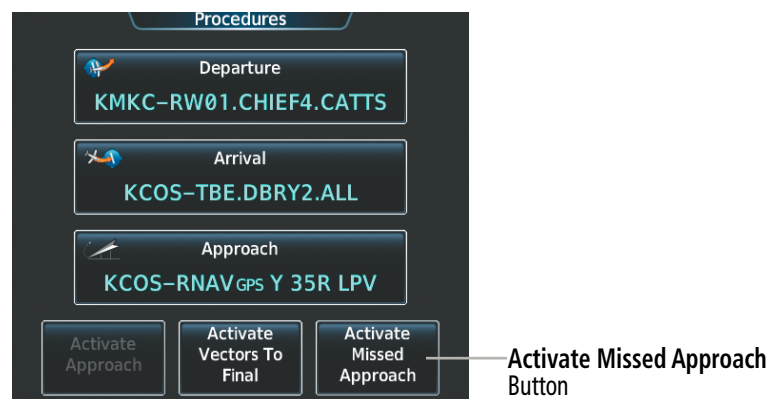 Procedures
Departure
KMKC–RW01.CHIEF4.CATTS
Arrival
KCOS–TBE.DBRY2.ALL
Approach
KCOS–RNAV GPS Y 35R LPV
Activate
Approach
Activate
Vectors To
Final
Activate
Missed
Approach
Activate Missed Approach
Button